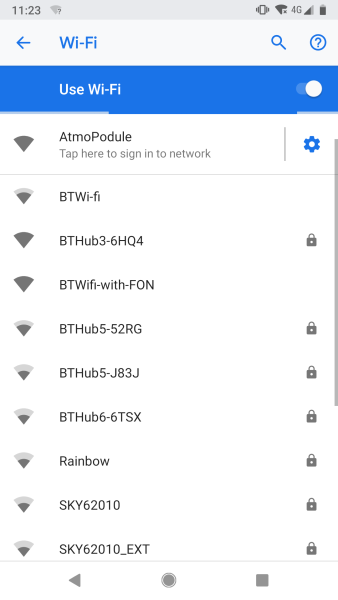 11:23
4G
Wi-Fi
Use Wi-Fi
AtmoPodule
Tap here to sign in to network
BTWi-fi
BTHub3-6HQ4
BTWifi-with-FON
BTHub5-52RG
BTHub5-J83J
BTHub6-6TSX
Rainbow
SKY62010
SKY62010_EXT